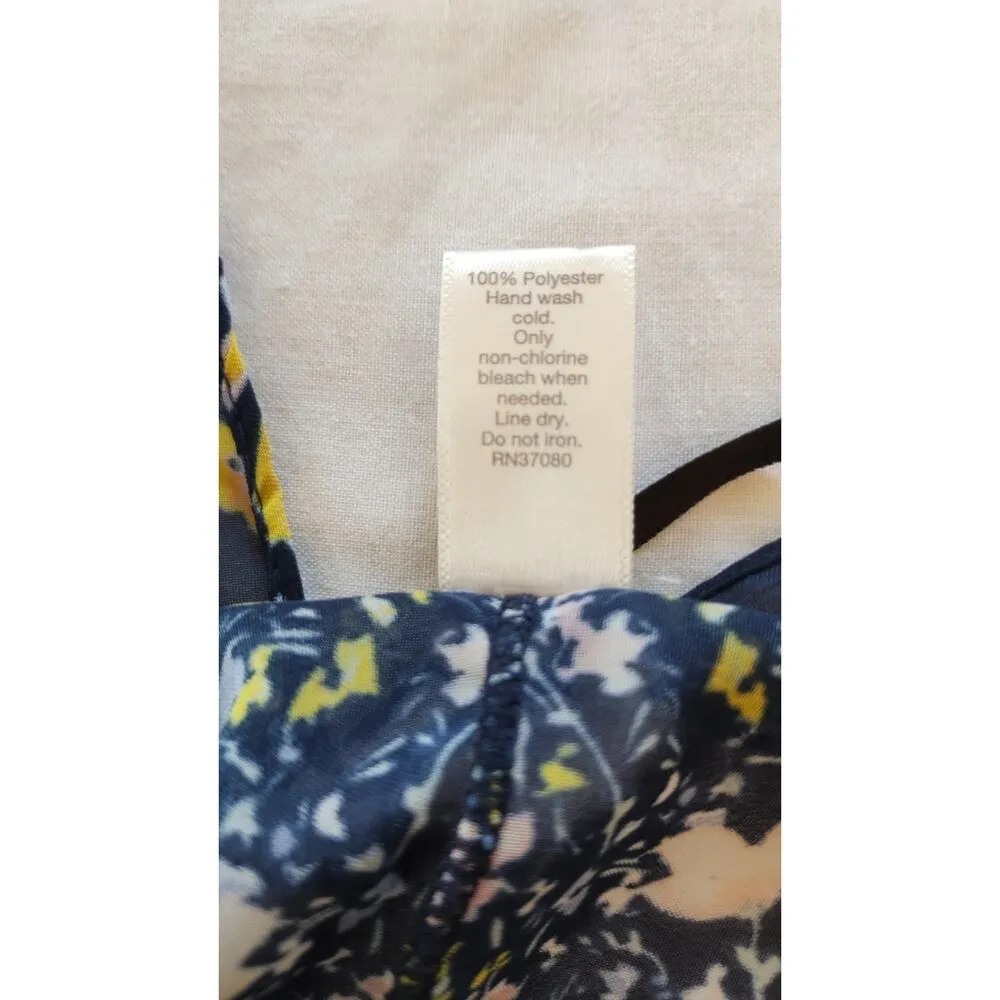 100% Polyester
Hand wash
cold.
Only
non-chlorine
bleach when
needed.
Line dry.
Do not iron.
RN37080